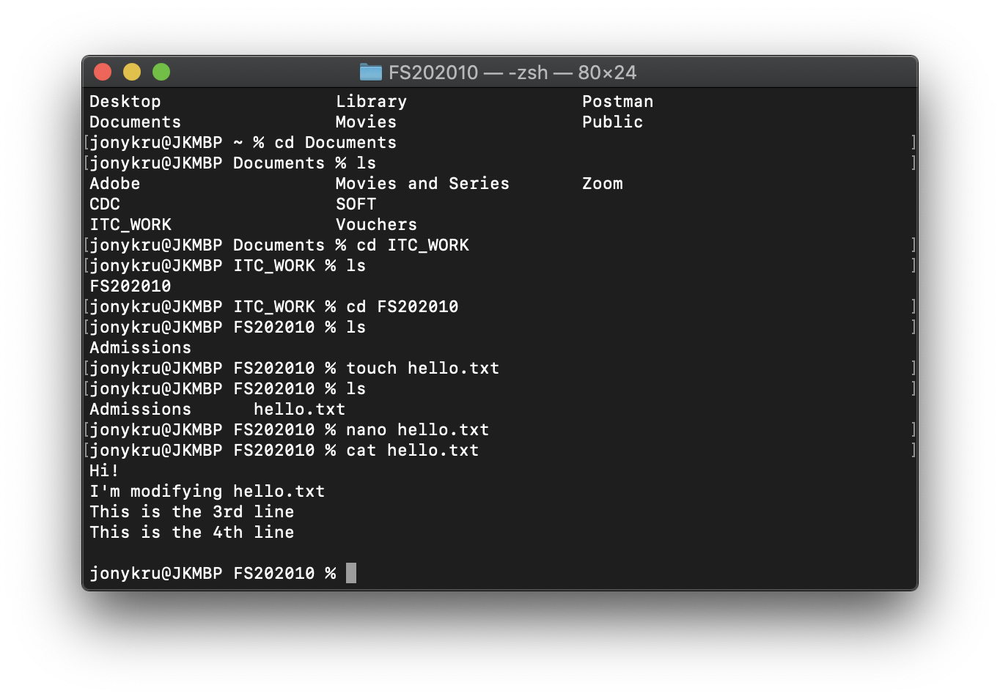 FS202010 — -zsh — 80×24
Desktop                 Library                 Postman
Documents               Movies                  Public
[jonykru@JKMBP ~ % cd Documents                                                  ]
[jonykru@JKMBP Documents % ls                                                    ]
Adobe                   Movies and Series       Zoom
CDC                     SOFT
ITC_WORK                Vouchers
[jonykru@JKMBP Documents % cd ITC_WORK                                           ]
[jonykru@JKMBP ITC_WORK % ls                                                     ]
FS202010
[jonykru@JKMBP ITC_WORK % cd FS202010                                            ]
[jonykru@JKMBP FS202010 % ls                                                     ]
Admissions
[jonykru@JKMBP FS202010 % touch hello.txt                                        ]
[jonykru@JKMBP FS202010 % ls                                                     ]
Admissions      hello.txt
[jonykru@JKMBP FS202010 % nano hello.txt                                         ]
[jonykru@JKMBP FS202010 % cat hello.txt                                          ]
Hi!
I'm modifying hello.txt
This is the 3rd line
This is the 4th line

jonykru@JKMBP FS202010 %